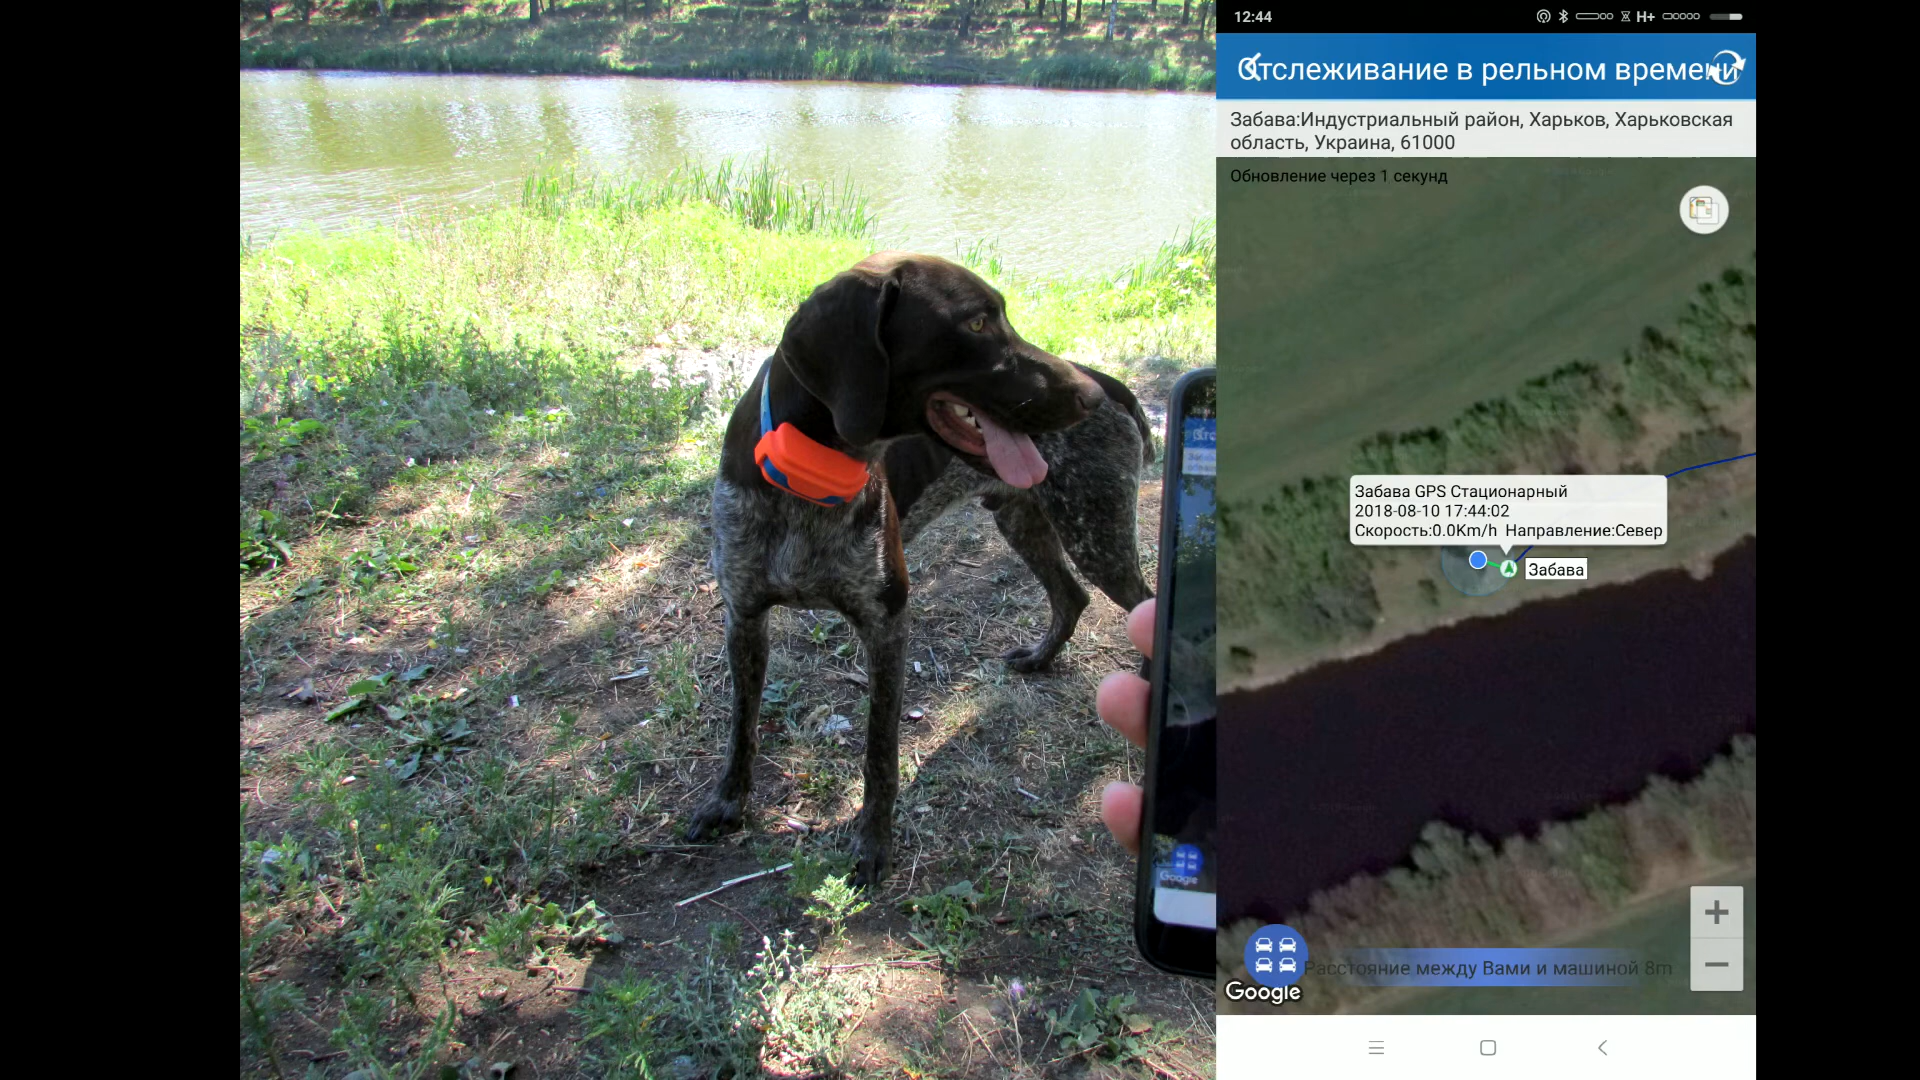 12:44
H+
Отслеживание в рельном времени
Забава:Индустриальный район, Харьков, Харьковская
область, Украина, 61000
Обновление через 1 секунд
Забава GPS Стационарный
2018-08-10 17:44:02
Скорость:0.0Km/h Направление:Север
Забава
Расстояние между Вами и машиной 8m
Google
Google